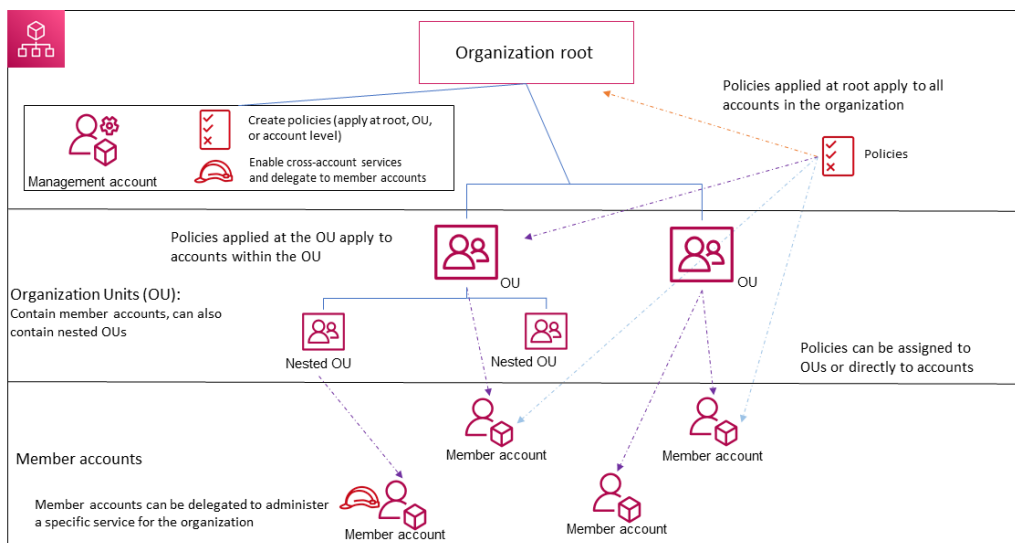 Organization root
Policies applied at root apply to all
accounts in the organization
Create policies (apply at root, OU,
or account level)
Enable cross-account services
and delegate to member accounts
Management account
Policies
Policies applied at the OU apply to
accounts within the OU
OU
OU
Organization Units (OU):
Contain member accounts, can also
contain nested OUs
Nested OU
Nested OU
Policies can be assigned to
OUs or directly to accounts
Member account
Member account
Member accounts
Member accounts can be delegated to administer
a specific service for the organization
Member account
Member account